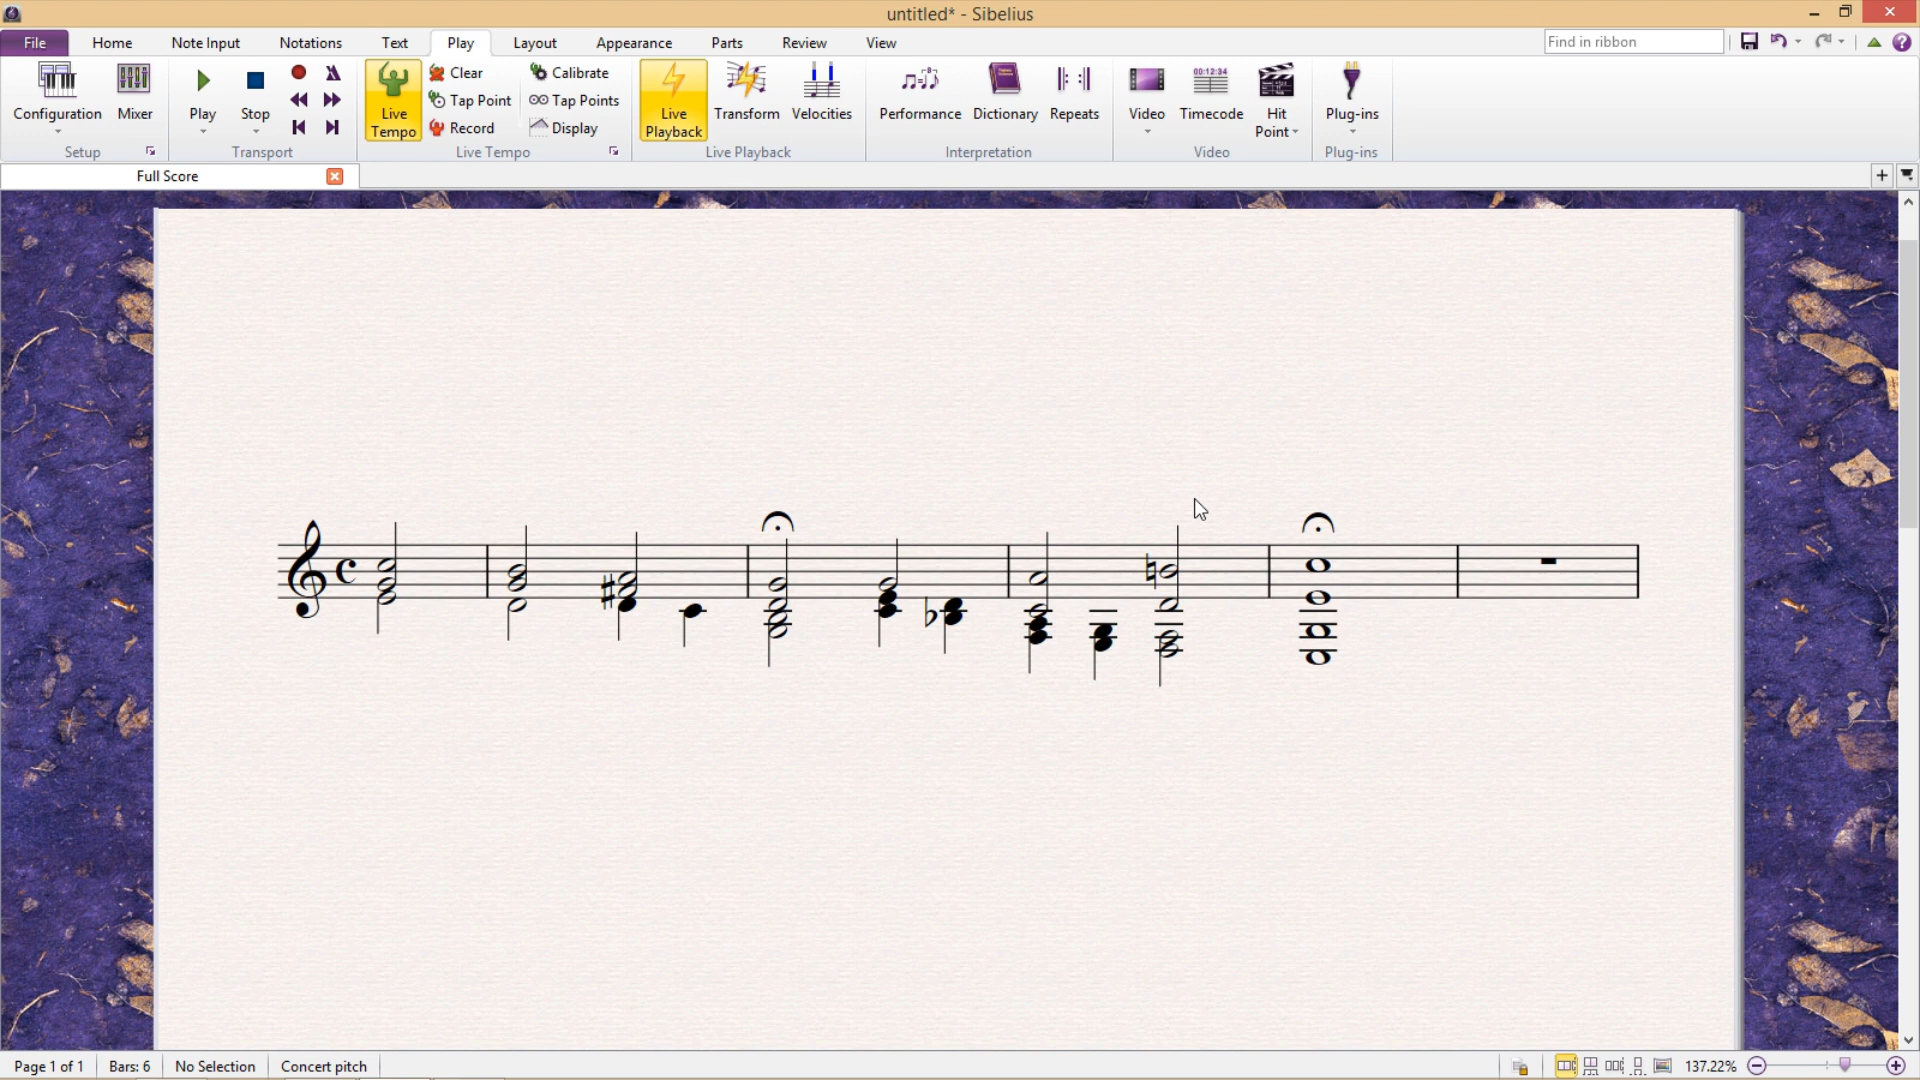 untitled* - Sibelius
File Home Note Input Notations Text Play Layout Appearance Parts Review View Find in ribbon
Configuration Mixer Play Stop Live Tempo Clear Tap Point Record Calibrate Tap Points Display Live Playback Transform Velocities Performance Dictionary Repeats Video 00:12:34 Timecode Hit Point Plug-ins
Setup Transport Live Tempo Live Playback Interpretation Video Plug-ins
Full Score
Page 1 of 1 Bars: 6 No Selection Concert pitch 137.22%